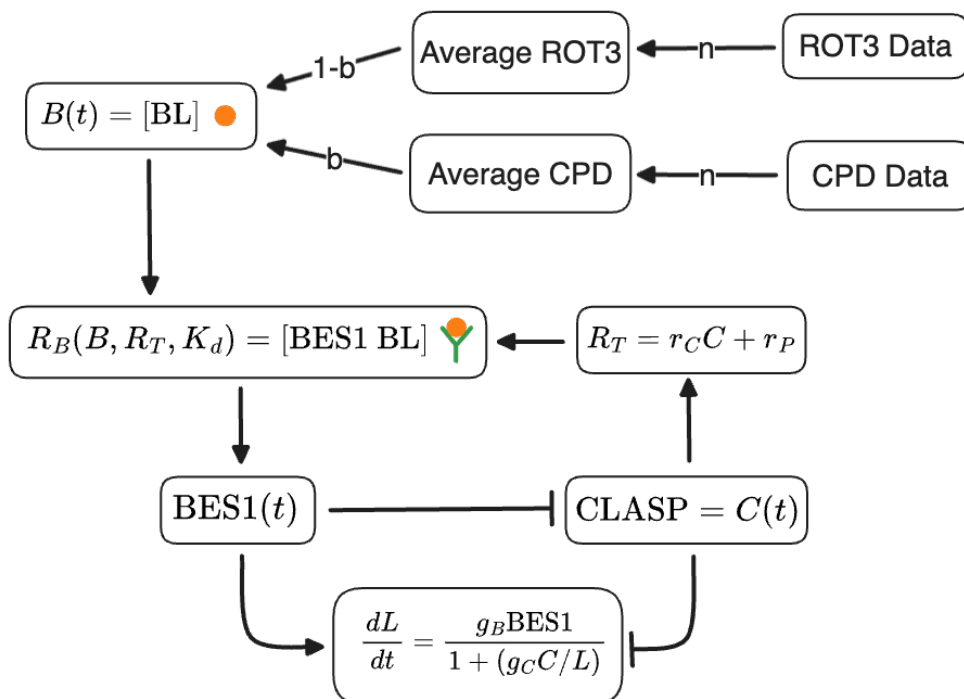 Average ROT3
n
ROT3 Data
1-b
B(t) = [BL]
b
Average CPD
n
CPD Data
R_B(B, R_T, K_d) = [BES1 BL]
R_T = r_C C + r_P
BES1(t)
CLASP = C(t)
dL/dt = g_B BES1 / 1 + (g_C C/L)